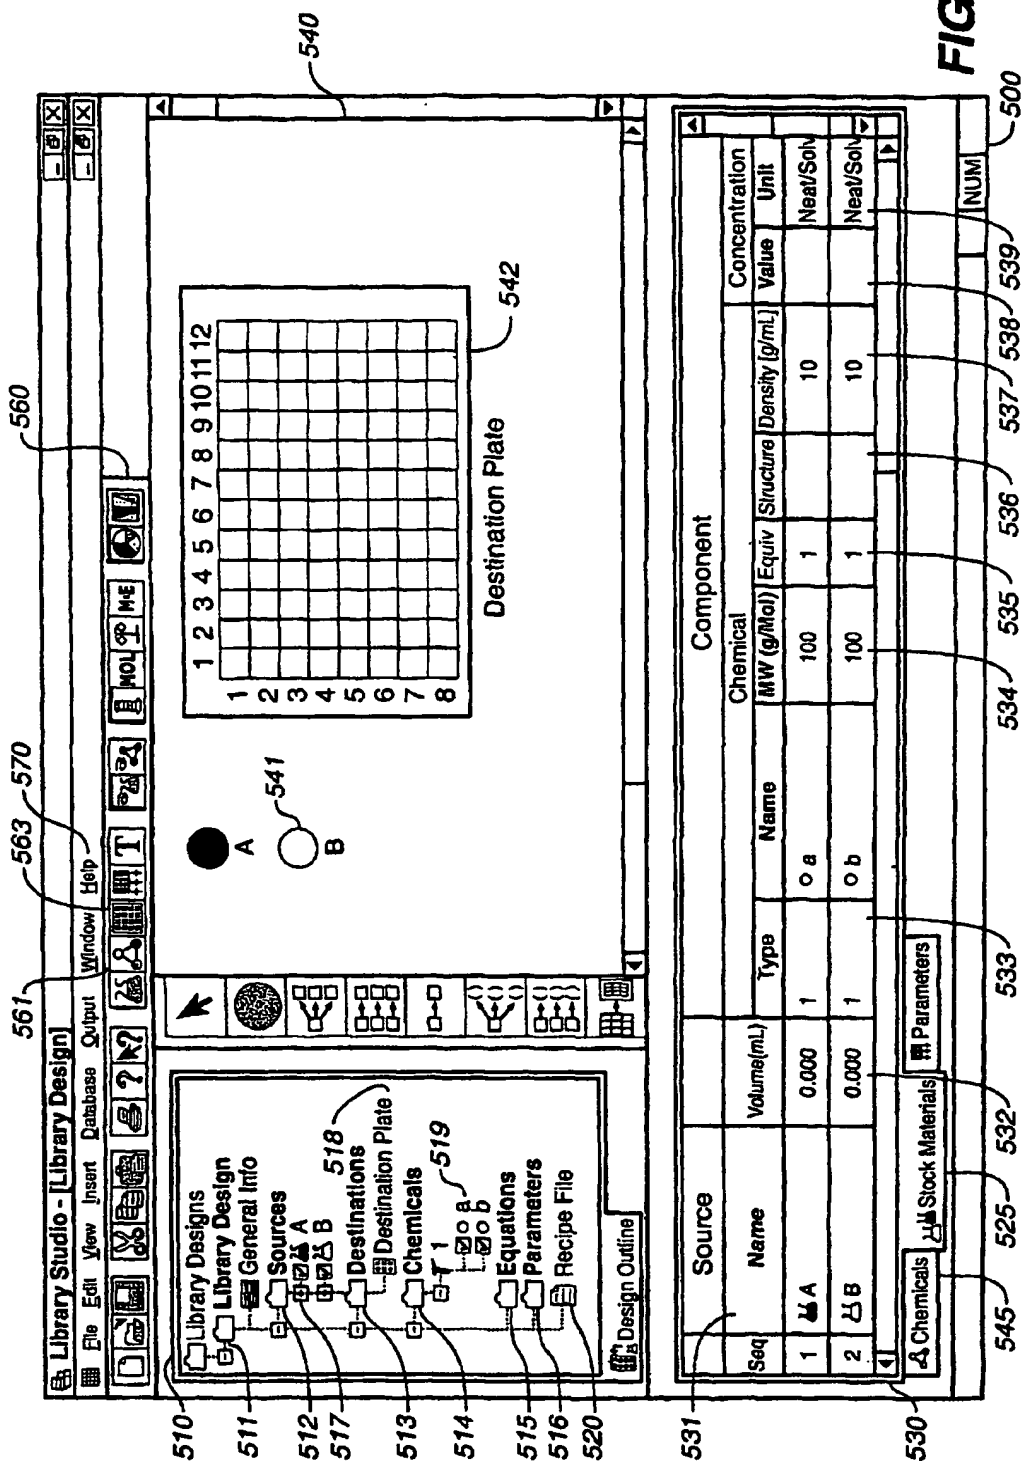 FIG
560
561 563 570
Library Studio - [Library Design]
File Edit View Insert Database Output Window Help
T MOL M·E
510
511
512
517
513
514
515
516
520
Library Designs
Library Design
General Info
Sources
A
B
518
Destinations
Destination Plate
519
Chemicals
1
a
b
Equations
Parameters
Recipe File
Design Outline
A
541
B
1 2 3 4 5 6 7 8 9 10 11 12
1
2
3
4
5
6
7
8
Destination Plate
542
540
531
Source Component
Chemical Concentration
Seq Name Volume(mL) Type Name MW (g/Mol) Equiv Structure Density (g/mL) Value Unit
1 A 0.000 1 a 100 1 10 Neat/Solv
2 B 0.000 1 b 100 1 10 Neat/Solv
Chemicals Stock Materials Parameters
NUM
530 545 525 532 533 534 535 536 537 538 539 500